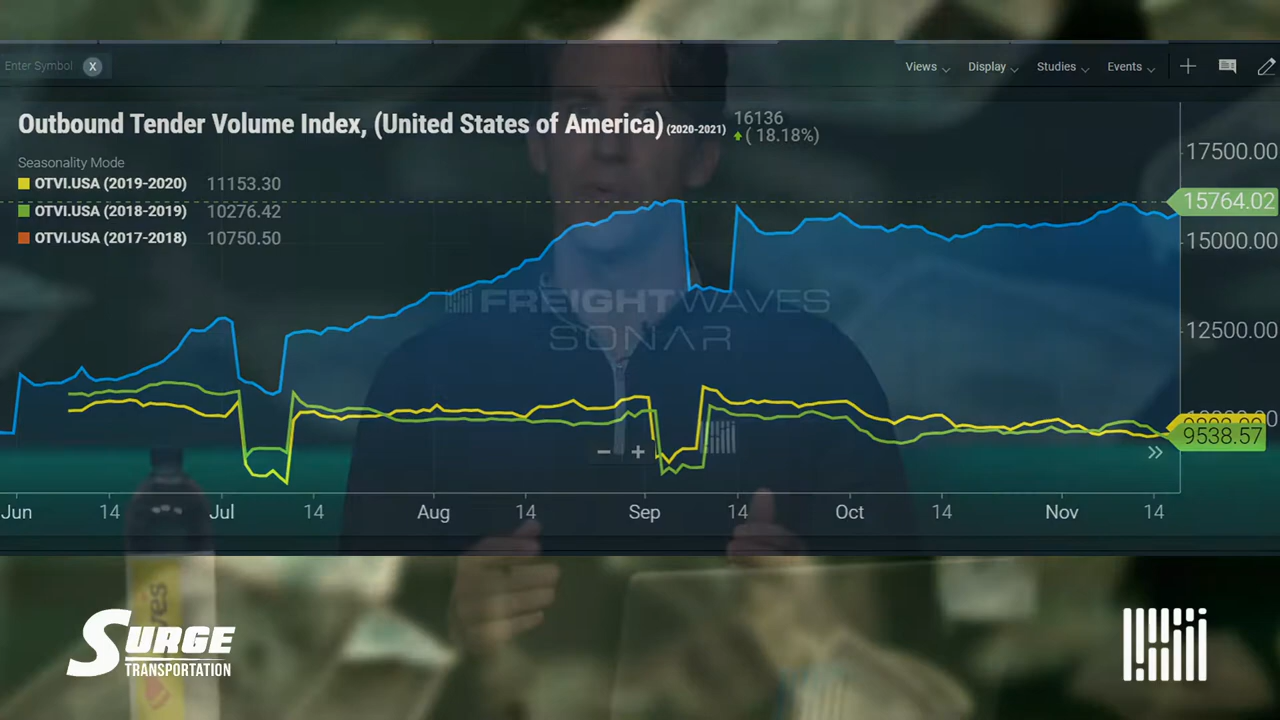 Enter Symbol X
Views Display Studies Events
Outbound Tender Volume Index, (United States of America) (2020-2021) 16136
( 18.18%)
Seasonality Mode
OTVI.USA (2019-2020) 11153.30
OTVI.USA (2018-2019) 10276.42
OTVI.USA (2017-2018) 10750.50
17500.00
15764.02
15000.00
FREIGHTWAVES
SONAR
12500.00
9538.57
Jun 14 Jul 14 Aug 14 Sep 14 Oct 14 Nov 14
SURGE
TRANSPORTATION